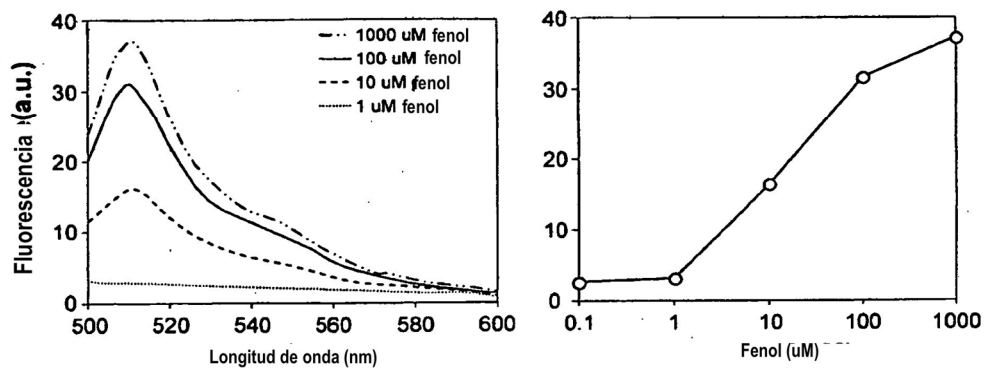 40
30
20
10
0
Fluorescencia (a.u.)
1000 uM fenol
100 uM fenol
10 uM fenol
1 uM fenol
500 520 540 560 580 600
Longitud de onda (nm)
40
30
20
10
0
0.1 1 10 100 1000
Fenol (uM)